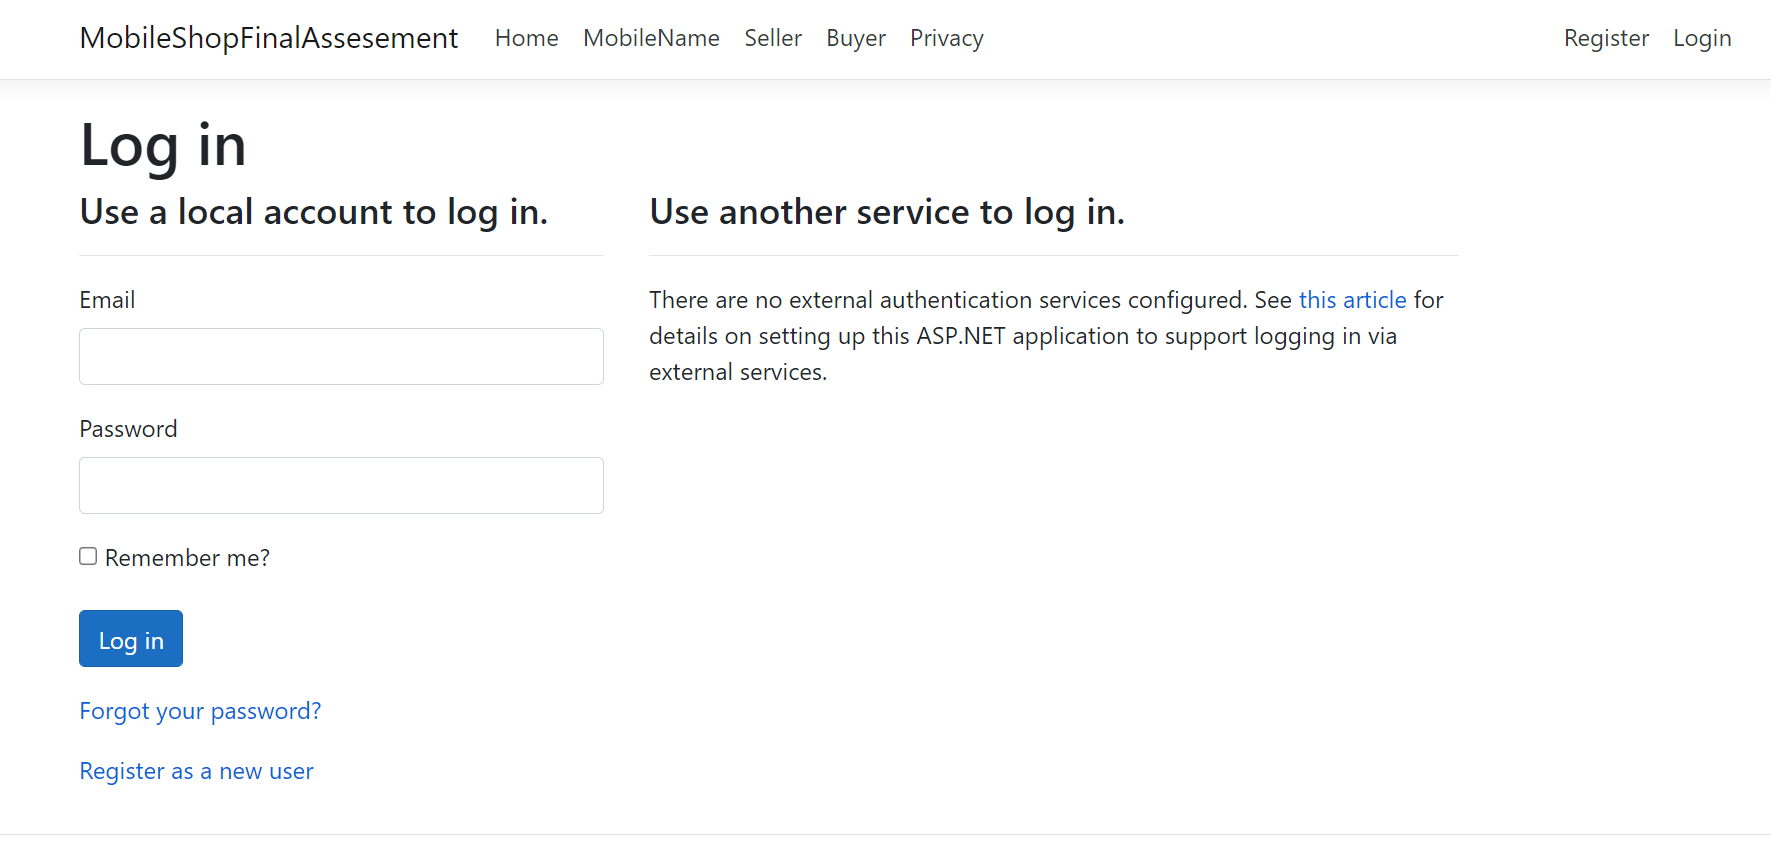 MobileShopFinalAssesement Home MobileName Seller Buyer Privacy Register Login
Log in
Use a local account to log in.
Email
Password
Remember me?
Log in
Forgot your password?
Register as a new user
Use another service to log in.
There are no external authentication services configured. See this article for
details on setting up this ASP.NET application to support logging in via
external services.